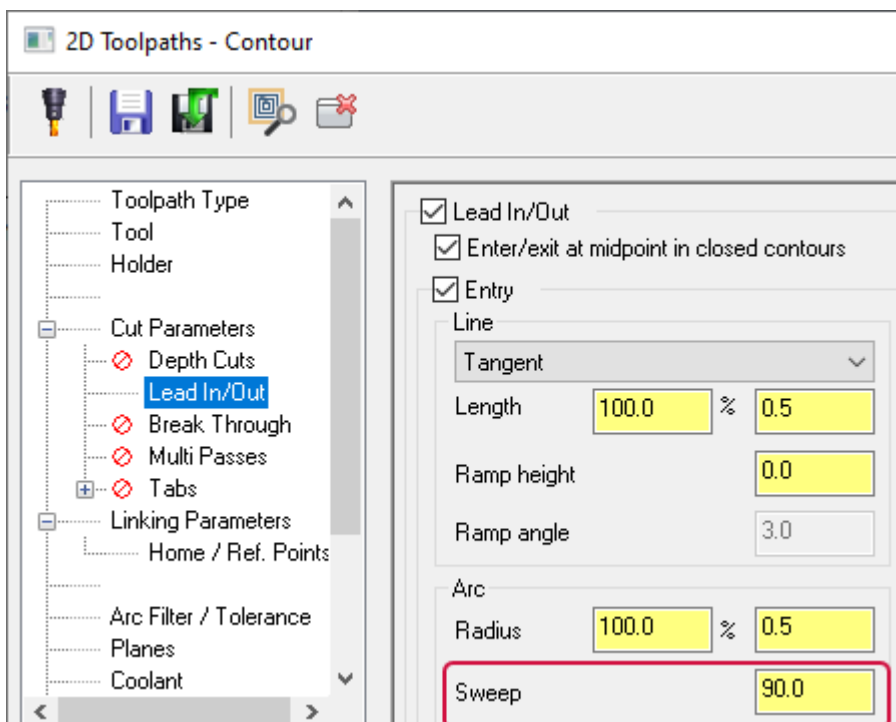 2D Toolpaths - Contour
Toolpath Type
Tool
Holder
Cut Parameters
Depth Cuts
Lead In/Out
Break Through
Multi Passes
Tabs
Linking Parameters
Home / Ref. Points
Arc Filter / Tolerance
Planes
Coolant
Lead In/Out
Enter/exit at midpoint in closed contours
Entry
Line
Tangent
Length 100.0 % 0.5
Ramp height 0.0
Ramp angle 3.0
Arc
Radius 100.0 % 0.5
Sweep 90.0